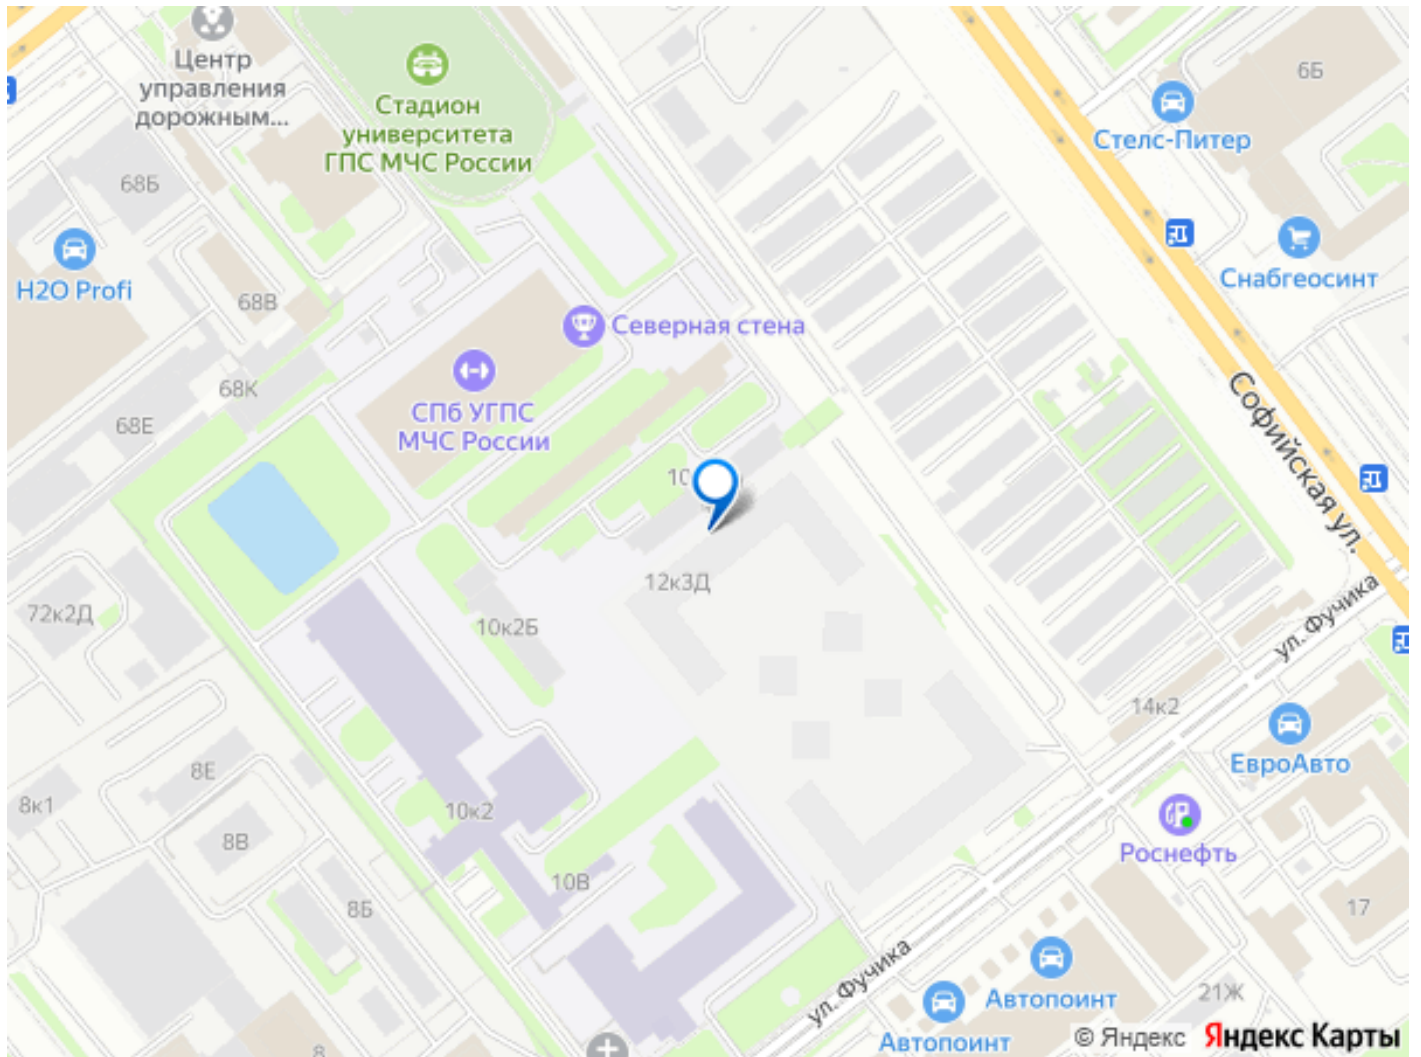 Центр
управления
дорожным...
Стадион
университета
ГПС МЧС России
6Б
Стелс-Питер
68Б
H2O Profi
68В
Снабгеосинт
Северная стена
68К
СПб УГПС
МЧС России
68Е
Софийская ул.
10
12к3Д
72к2Д
10к2Б
ул. Фучика
14к2
ЕвроАвто
8Е
8к1
10к2
8В
Роснефть
10В
8Б
17
ул. Фучика
Автопоинт
21Ж
Автопоинт
8
© Яндекс Яндекс Карты